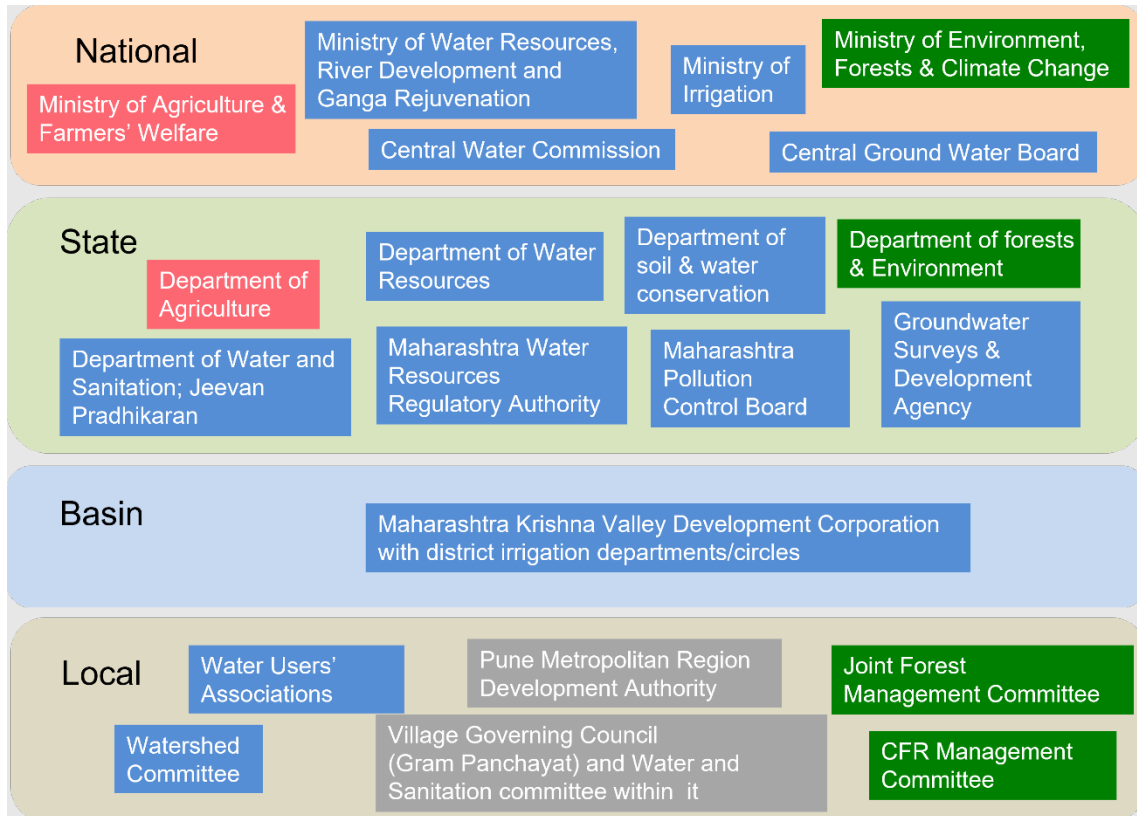 National
Ministry of Agriculture &
Farmers’ Welfare
Ministry of Water Resources,
River Development and
Ganga Rejuvenation
Ministry of
Irrigation
Ministry of Environment,
Forests & Climate Change
Central Water Commission
Central Ground Water Board
State
Department of
Agriculture
Department of Water
Resources
Department of
soil & water
conservation
Department of forests
& Environment
Department of Water and
Sanitation; Jeevan
Pradhikaran
Maharashtra Water
Resources
Regulatory Authority
Maharashtra
Pollution
Control Board
Groundwater
Surveys &
Development
Agency
Basin
Maharashtra Krishna Valley Development Corporation
with district irrigation departments/circles
Local
Water Users’
Associations
Pune Metropolitan Region
Development Authority
Joint Forest
Management Committee
Watershed
Committee
Village Governing Council
(Gram Panchayat) and Water and
Sanitation committee within it
CFR Management
Committee